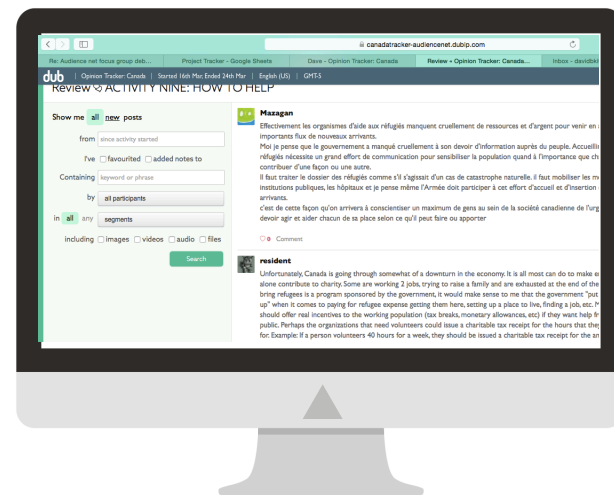 canadatracker-audiencenet.dubip.com
Re: Audience net focus group deb...
Project Tracker - Google Sheets
Dave - Opinion Tracker: Canada
Review « Opinion Tracker: Canada...
Inbox - davidbkl
dub | Opinion Tracker: Canada | Started 16th Mar, Ended 24th Mar | English (US) | GMT-5
Review ACTIVITY NINE: HOW TO HELP
Show me all new posts
from since activity started
I've favourited added notes to
Containing keyword or phrase
by all participants
in all any segments
including images videos audio files
Search
Mazagan
Effectivement les organismes d'aide aux réfugiés manquent cruellement de ressources et d'argent pour venir en
importants flux de nouveaux arrivants.
Moi je pense que le gouvernement a manqué cruellement à son devoir d'information auprès du peuple. Accueilli
réfugiés nécessite un grand effort de communication pour sensibiliser la population quand à l'importance que ch
contribuer d'une façon ou une autre.
Il faut traiter le dossier des réfugiés comme s'il s'agissait d'un cas de catastrophe naturelle. il faut mobiliser les m
institutions publiques, les hôpitaux et je pense même l'Armée doit participer à cet effort d'accueil et d'insertion
arrivants.
c'est de cette façon qu'on arrivers à conscientiser un maximum de gens au sein de la société canadienne de l'urg
devoir agir et aider chacun de sa place selon ce qu'il peut faire ou apporter
0 Comment
resident
Unfortunately, Canada is going through somewhat of a downturn in the economy. It is all most can do to make e
alone contribute to charity. Some are working 2 jobs, trying to raise a family and are exhausted at the end of the
bring refugees is a program sponsored by the government, it would make sense to me that the government "put
up" when it comes to paying for refugee expense getting them here, setting up a place to live, finding a job, etc.
should offer real incentives to the working population (tax breaks, monetary allowances, etc) if they want help fr
public. Perhaps the organizations that need volunteers could issue a charitable tax receipt for the hours that they
for. Example: If a person volunteers 40 hours for a week, they should be issued a charitable tax receipt for the am